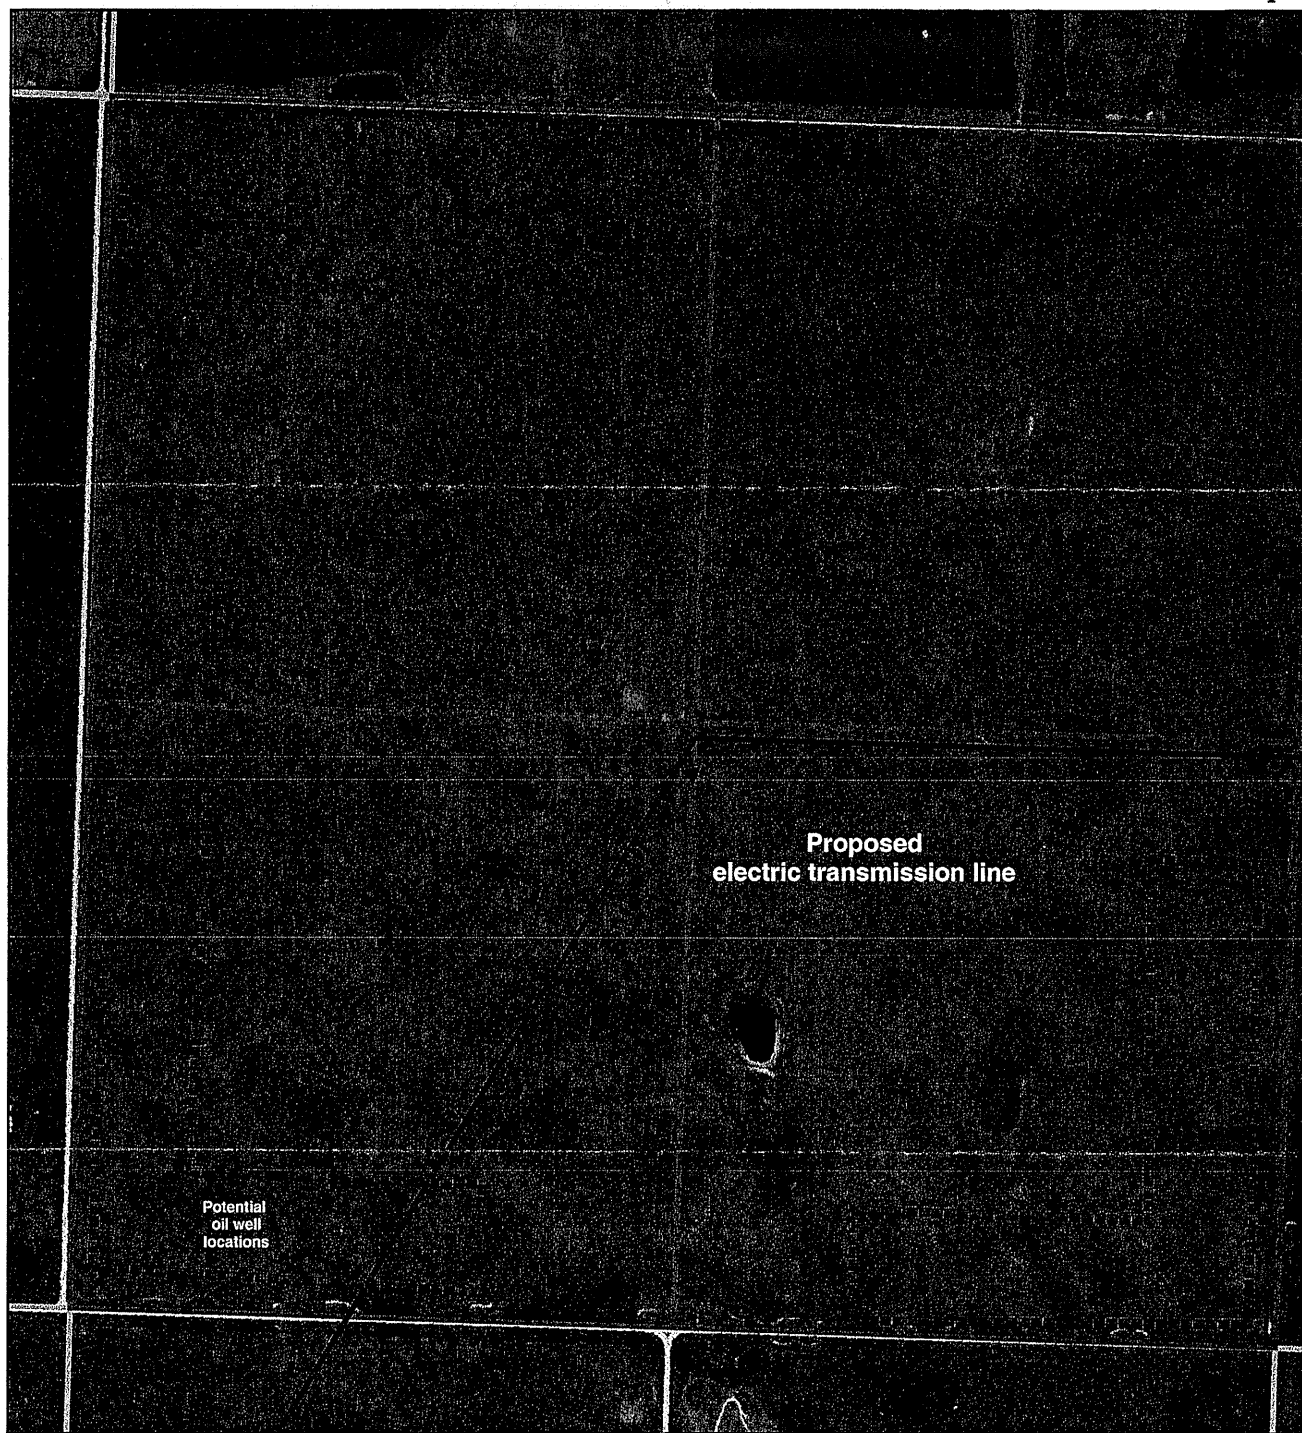 Proposed
electric transmission line
Potential
oil well
locations